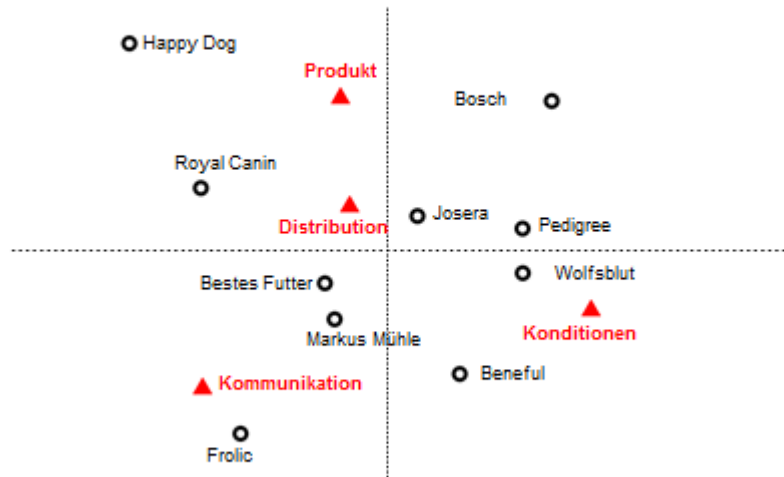 Happy Dog
Produkt
Bosch
Royal Canin
Josera
Distribution
Pedigree
Wolfsblut
Bestes Futter
Konditionen
Markus Mühle
Beneful
Kommunikation
Frolic